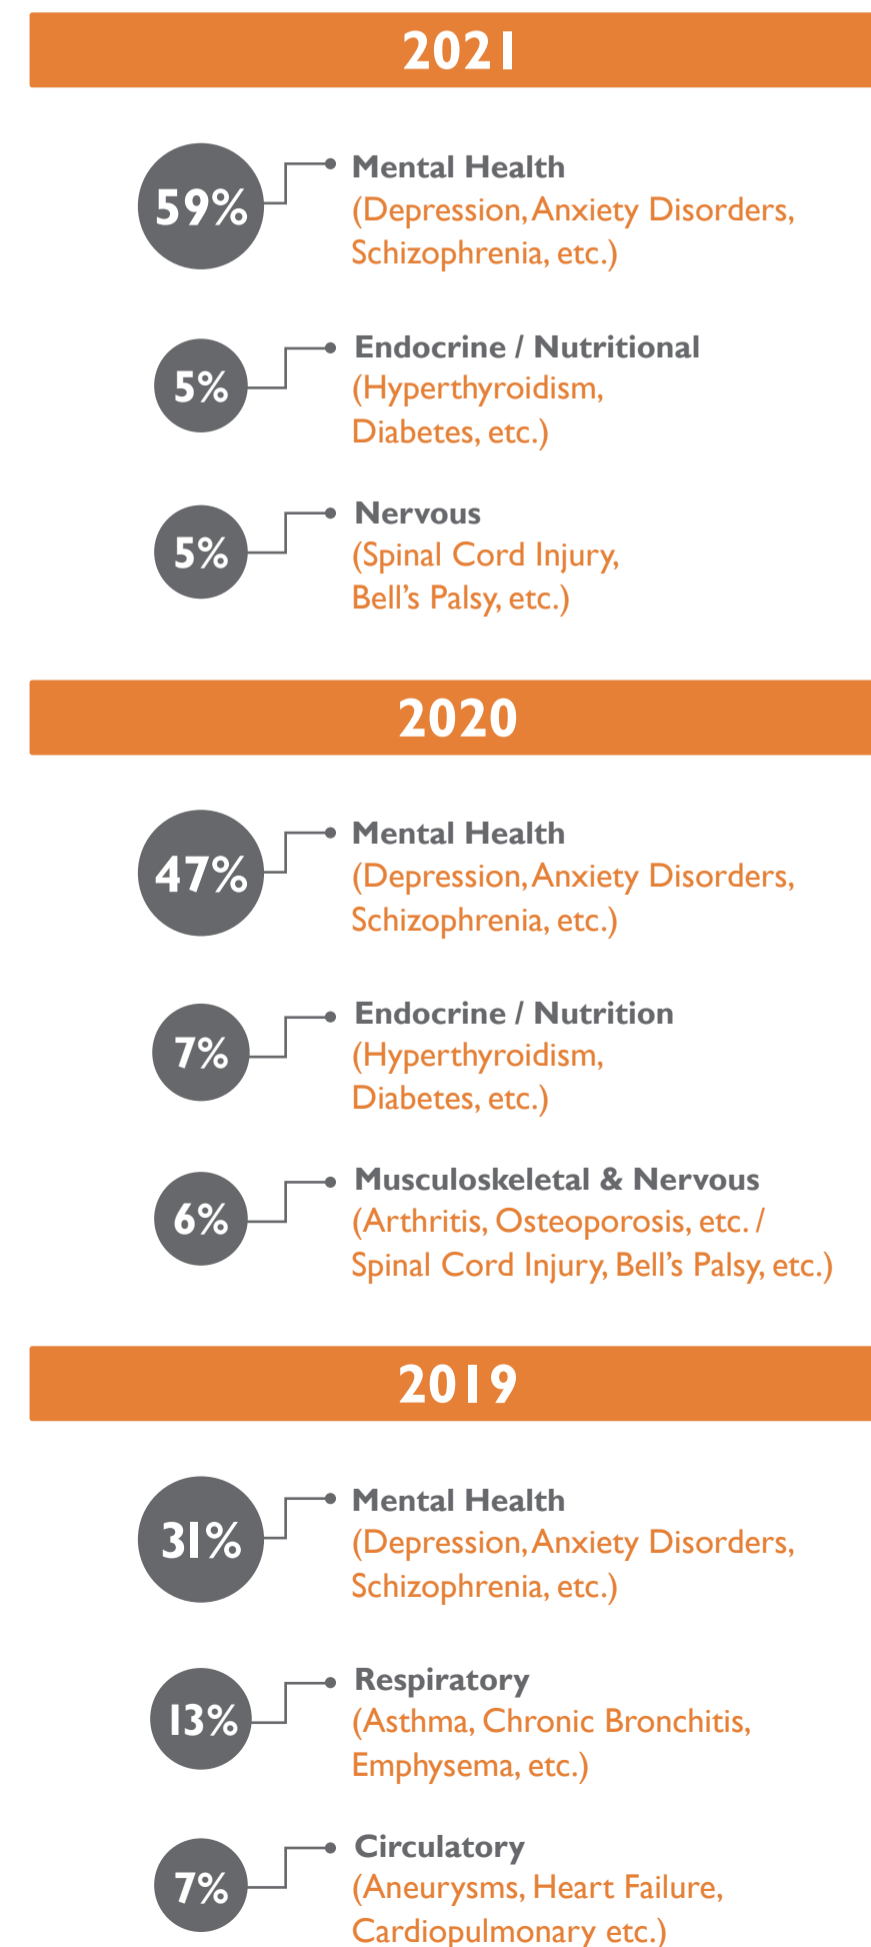 2021
59%
Mental Health
(Depression, Anxiety Disorders,
Schizophrenia, etc.)
5%
Endocrine / Nutritional
(Hyperthyroidism,
Diabetes, etc.)
5%
Nervous
(Spinal Cord Injury,
Bell’s Palsy, etc.)
2020
47%
Mental Health
(Depression, Anxiety Disorders,
Schizophrenia, etc.)
7%
Endocrine / Nutrition
(Hyperthyroidism,
Diabetes, etc.)
6%
Musculoskeletal & Nervous
(Arthritis, Osteoporosis, etc. /
Spinal Cord Injury, Bell’s Palsy, etc.)
2019
31%
Mental Health
(Depression, Anxiety Disorders,
Schizophrenia, etc.)
13%
Respiratory
(Asthma, Chronic Bronchitis,
Emphysema, etc.)
7%
Circulatory
(Aneurysms, Heart Failure,
Cardiopulmonary etc.)